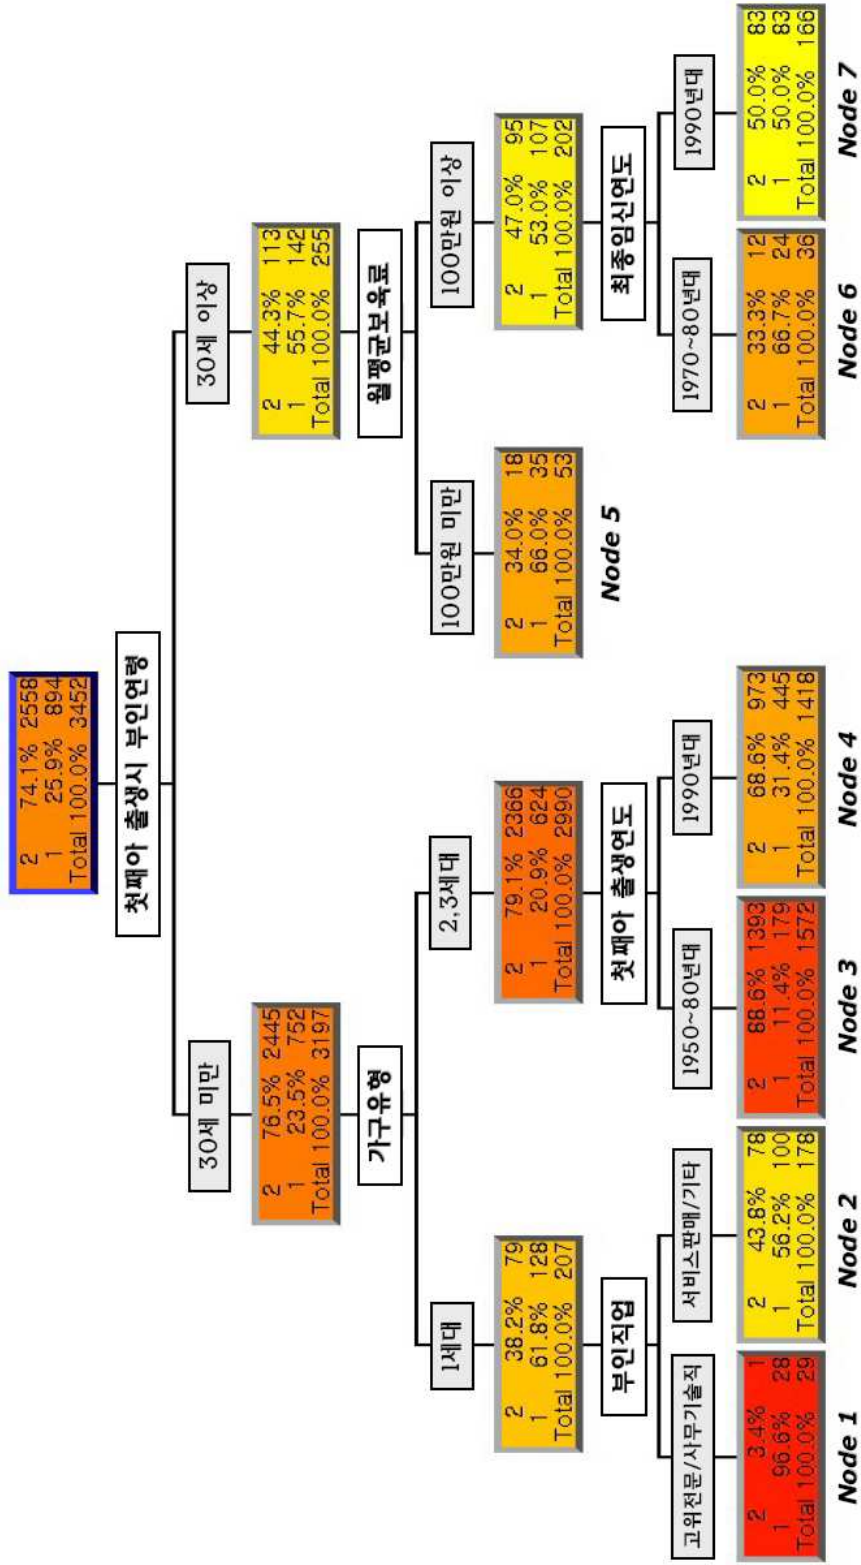 2 74.1% 2558
1 25.9% 894
Total 100.0% 3452
첫째아 출생시 부인연령
30세 미만
30세 이상
2 76.5% 2445
1 23.5% 752
Total 100.0% 3197
2 44.3% 113
1 55.7% 142
Total 100.0% 255
가구유형
월평균보육료
1세대
2,3세대
100만원 미만
100만원 이상
2 38.2% 79
1 61.8% 128
Total 100.0% 207
2 79.1% 2366
1 20.9% 624
Total 100.0% 2990
2 34.0% 18
1 66.0% 35
Total 100.0% 53
2 47.0% 95
1 53.0% 107
Total 100.0% 202
부인직업
첫째아 출생연도
Node 5
최종임신연도
고위전문/사무기술직
서비스판매/기타
1950~80년대
1990년대
1970~80년대
1990년대
2 3.4% 1
1 96.6% 28
Total 100.0% 29
2 43.8% 78
1 56.2% 100
Total 100.0% 178
2 88.6% 1393
1 11.4% 179
Total 100.0% 1572
2 68.6% 973
1 31.4% 445
Total 100.0% 1418
2 33.3% 12
1 66.7% 24
Total 100.0% 36
2 50.0% 83
1 50.0% 83
Total 100.0% 166
Node 1
Node 2
Node 3
Node 4
Node 6
Node 7